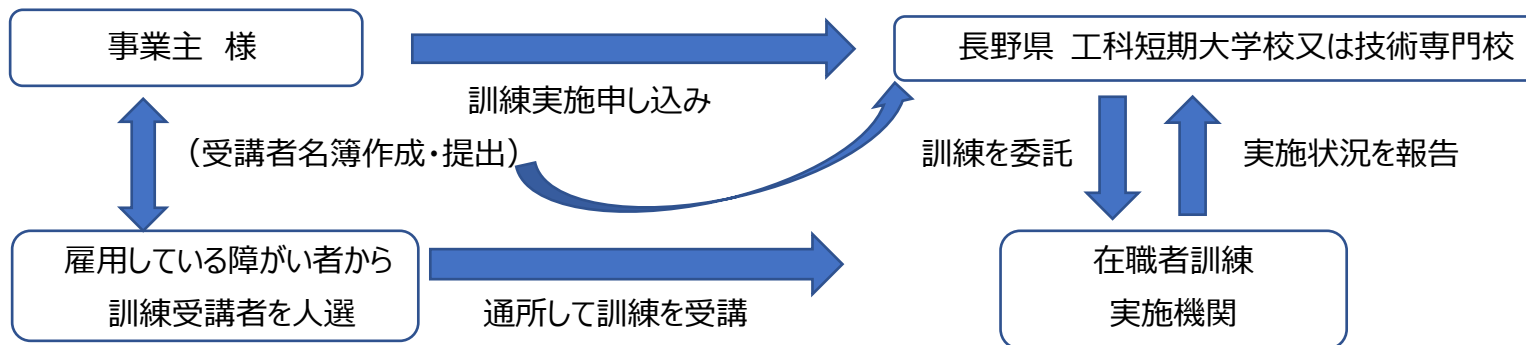 事業主 様
長野県 工科短期大学校又は技術専門校
訓練実施申し込み
（受講者名簿作成・提出）
訓練を委託
実施状況を報告
雇用している障がい者から
訓練受講者を人選
通所して訓練を受講
在職者訓練
実施機関